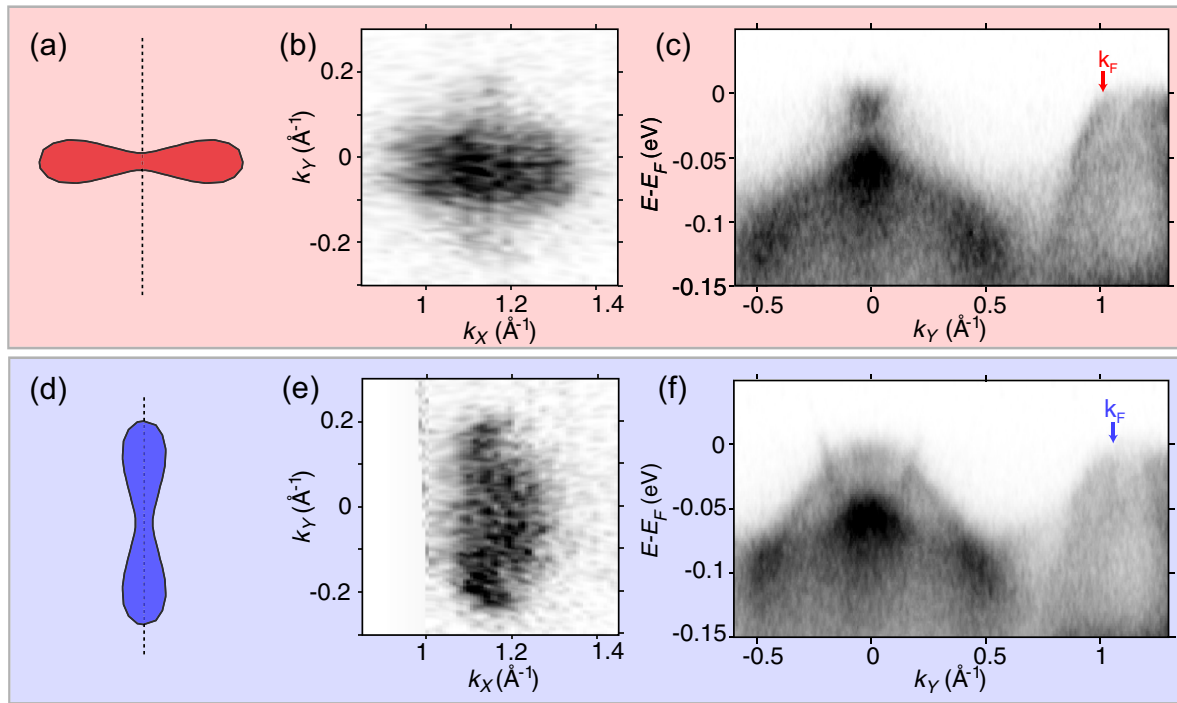 (a)
(b)
k_Y (Å⁻¹)
0.2
0
-0.2
1
1.2
1.4
k_X (Å⁻¹)
(c)
k_F
E-E_F (eV)
0
-0.05
-0.1
-0.15
-0.5
0
0.5
1
k_Y (Å⁻¹)
(d)
(e)
k_Y (Å⁻¹)
0.2
0
-0.2
1
1.2
1.4
k_X (Å⁻¹)
(f)
k_F
E-E_F (eV)
0
-0.05
-0.1
-0.15
-0.5
0
0.5
1
k_Y (Å⁻¹)